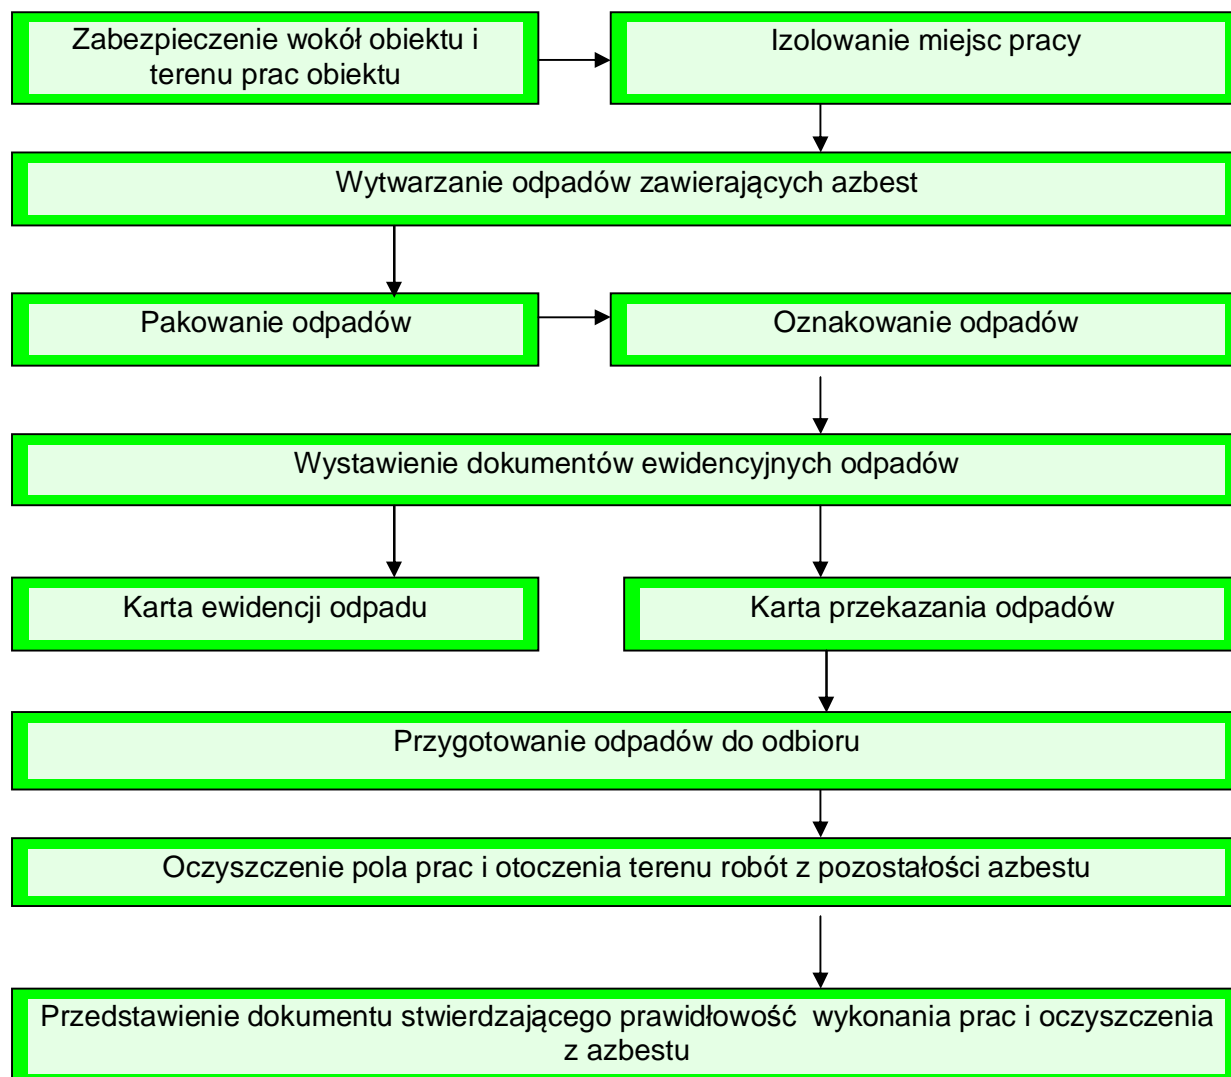 Zabezpieczenie wokół obiektu i
terenu prac obiektu
Izolowanie miejsc pracy
Wytwarzanie odpadów zawierających azbest
Pakowanie odpadów
Oznakowanie odpadów
Wystawienie dokumentów ewidencyjnych odpadów
Karta ewidencji odpadu
Karta przekazania odpadów
Przygotowanie odpadów do odbioru
Oczyszczenie pola prac i otoczenia terenu robót z pozostałości azbestu
Przedstawienie dokumentu stwierdzającego prawidłowość wykonania prac i oczyszczenia
z azbestu